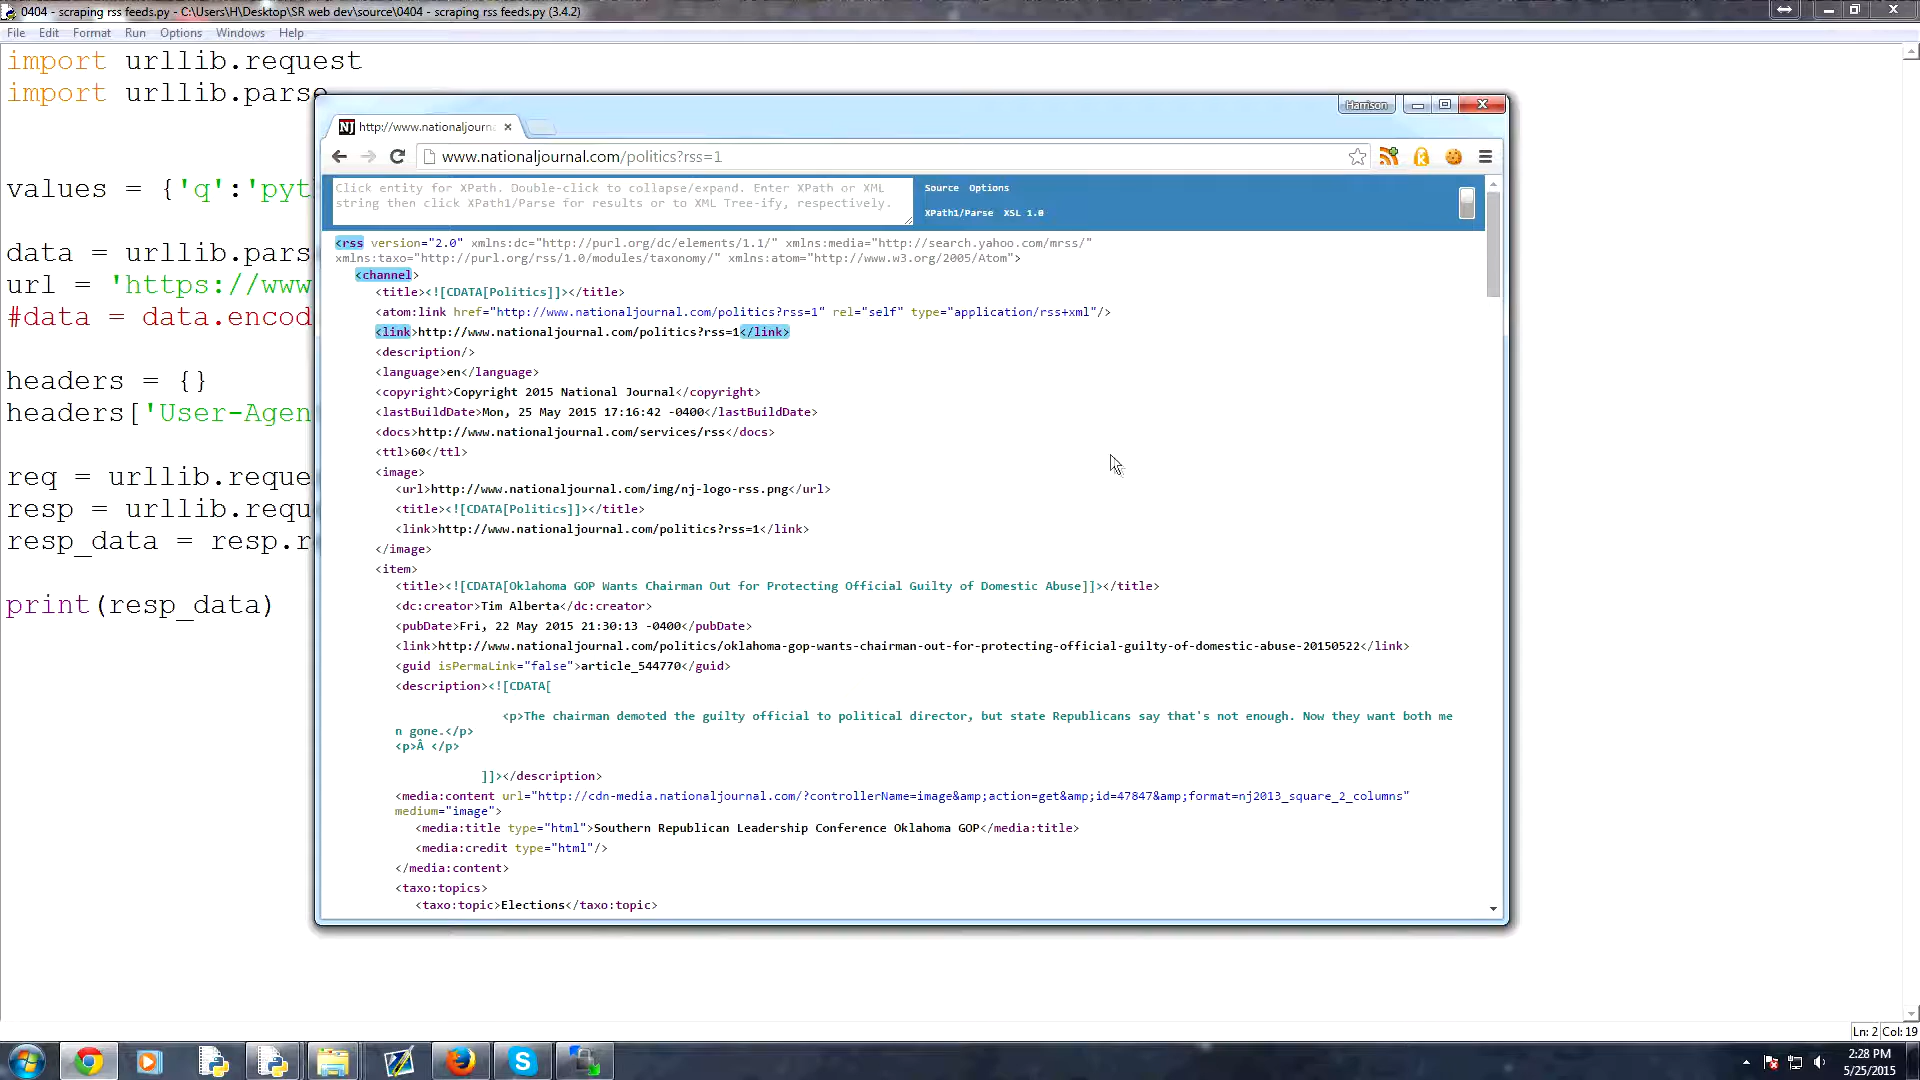 0404 - scraping rss feeds.py - C:\Users\H\Desktop\SR web dev\source\0404 - scraping rss feeds.py (3.4.2)
File Edit Format Run Options Windows Help
import urllib.request
import urllib.parse
values = {'q':'pyt
data = urllib.pars
url = 'https://www
#data = data.encod
headers = {}
headers['User-Agen
req = urllib.reque
resp = urllib.requ
resp_data = resp.r
print(resp_data)
Harrison
NJ http://www.nationaljourn
www.nationaljournal.com/politics?rss=1
Click entity for XPath. Double-click to collapse/expand. Enter XPath or XML
string then click XPath1/Parse for results or to XML Tree-ify, respectively.
Source Options
XPath1/Parse XSL 1.0
<rss version="2.0" xmlns:dc="http://purl.org/dc/elements/1.1/" xmlns:media="http://search.yahoo.com/mrss/"
xmlns:taxo="http://purl.org/rss/1.0/modules/taxonomy/" xmlns:atom="http://www.w3.org/2005/Atom">
<channel>
<title><![CDATA[Politics]]></title>
<atom:link href="http://www.nationaljournal.com/politics?rss=1" rel="self" type="application/rss+xml"/>
<link>http://www.nationaljournal.com/politics?rss=1</link>
<description/>
<language>en</language>
<copyright>Copyright 2015 National Journal</copyright>
<lastBuildDate>Mon, 25 May 2015 17:16:42 -0400</lastBuildDate>
<docs>http://www.nationaljournal.com/services/rss</docs>
<ttl>60</ttl>
<image>
<url>http://www.nationaljournal.com/img/nj-logo-rss.png</url>
<title><![CDATA[Politics]]></title>
<link>http://www.nationaljournal.com/politics?rss=1</link>
</image>
<item>
<title><![CDATA[Oklahoma GOP Wants Chairman Out for Protecting Official Guilty of Domestic Abuse]]></title>
<dc:creator>Tim Alberta</dc:creator>
<pubDate>Fri, 22 May 2015 21:30:13 -0400</pubDate>
<link>http://www.nationaljournal.com/politics/oklahoma-gop-wants-chairman-out-for-protecting-official-guilty-of-domestic-abuse-20150522</link>
<guid isPermaLink="false">article_544770</guid>
<description><![CDATA[
<p>The chairman demoted the guilty official to political director, but state Republicans say that's not enough. Now they want both me
n gone.</p>
<p>Â </p>
]]></description>
<media:content url="http://cdn-media.nationaljournal.com/?controllerName=image&amp;action=get&amp;id=47847&amp;format=nj2013_square_2_columns"
medium="image">
<media:title type="html">Southern Republican Leadership Conference Oklahoma GOP</media:title>
<media:credit type="html"/>
</media:content>
<taxo:topics>
<taxo:topic>Elections</taxo:topic>
Ln: 2 Col: 19
2:28 PM
5/25/2015